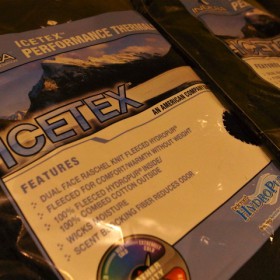 ICETEX®
PERFORMANCE THERMA
PE
ICETEX
AN AMERICAN COMPANY
FEATURES
DUAL FACE RASCHEL KNIT FLEECED HYDROPUR®
FLEECED FOR COMFORT/WARMTH WITHOUT WEIGHT
100% FLEECED HYDROPUR® INSIDE/
100% COMBED COTTON OUTSIDE
WICKS MOISTURE
SCENT BLOCKING FIBER REDUCES ODOR